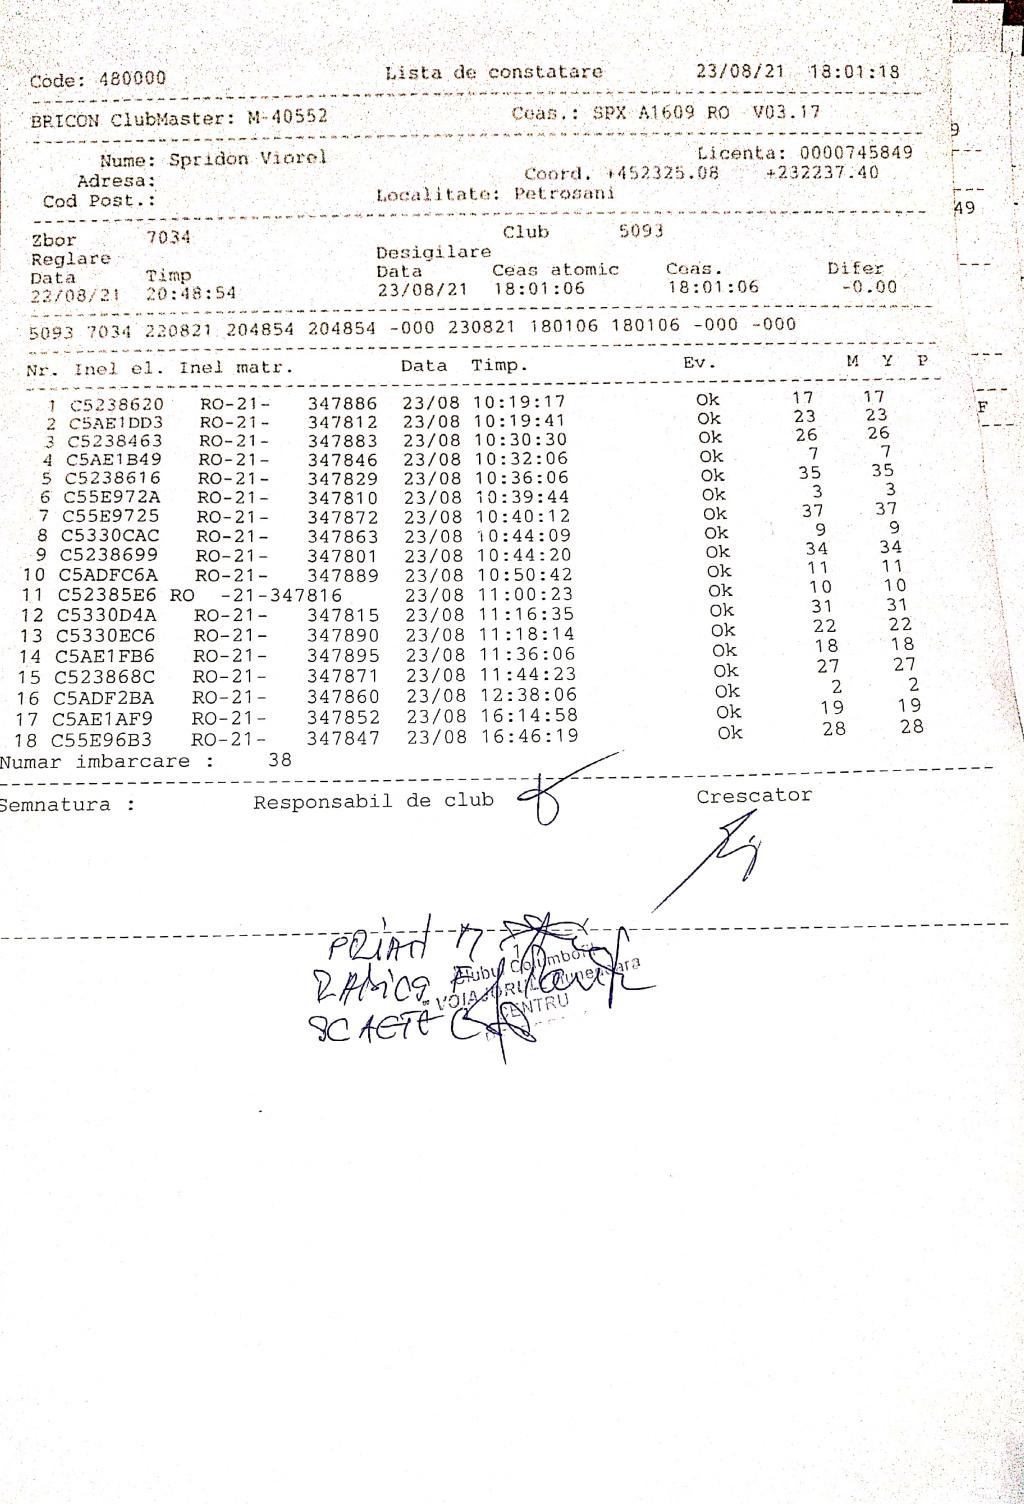 Code: 480000 Lista de constatare 23/08/21 18:01:18
BRICON ClubMaster: M-40552 Ceas.: SPX A1609 RO V03.17
Nume: Spridon Viorel Licenta: 0000745849
Adresa: Coord. +452325.08 +232237.40
Cod Post.: Localitate: Petrosani
Zbor 7034 Club 5093
Reglare Desigilare
Data Timp Data Ceas atomic Ceas. Difer
22/08/21 20:48:54 23/08/21 18:01:06 18:01:06 -0.00
5093 7034 220821 204854 204854 -000 230821 180106 180106 -000 -000
Nr. Inel el. Inel matr. Data Timp. Ev. M Y P
1 C5238620 RO-21- 347886 23/08 10:19:17 Ok 17 17
2 C5AE1DD3 RO-21- 347812 23/08 10:19:41 Ok 23 23
3 C5238463 RO-21- 347883 23/08 10:30:30 Ok 26 26
4 C5AE1B49 RO-21- 347846 23/08 10:32:06 Ok 7 7
5 C5238616 RO-21- 347829 23/08 10:36:06 Ok 35 35
6 C55E972A RO-21- 347810 23/08 10:39:44 Ok 3 3
7 C55E9725 RO-21- 347872 23/08 10:40:12 Ok 37 37
8 C5330CAC RO-21- 347863 23/08 10:44:09 Ok 9 9
9 C5238699 RO-21- 347801 23/08 10:44:20 Ok 34 34
10 C5ADFC6A RO-21- 347889 23/08 10:50:42 Ok 11 11
11 C52385E6 RO -21-347816 23/08 11:00:23 Ok 10 10
12 C5330D4A RO-21- 347815 23/08 11:16:35 Ok 31 31
13 C5330EC6 RO-21- 347890 23/08 11:18:14 Ok 22 22
14 C5AE1FB6 RO-21- 347895 23/08 11:36:06 Ok 18 18
15 C523868C RO-21- 347871 23/08 11:44:23 Ok 27 27
16 C5ADF2BA RO-21- 347860 23/08 12:38:06 Ok 2 2
17 C5AE1AF9 RO-21- 347852 23/08 16:14:58 Ok 19 19
18 C55E96B3 RO-21- 347847 23/08 16:46:19 Ok 28 28
Numar imbarcare : 38
Semnatura : Responsabil de club Crescator
9
49
F
Clubul
CENTRU